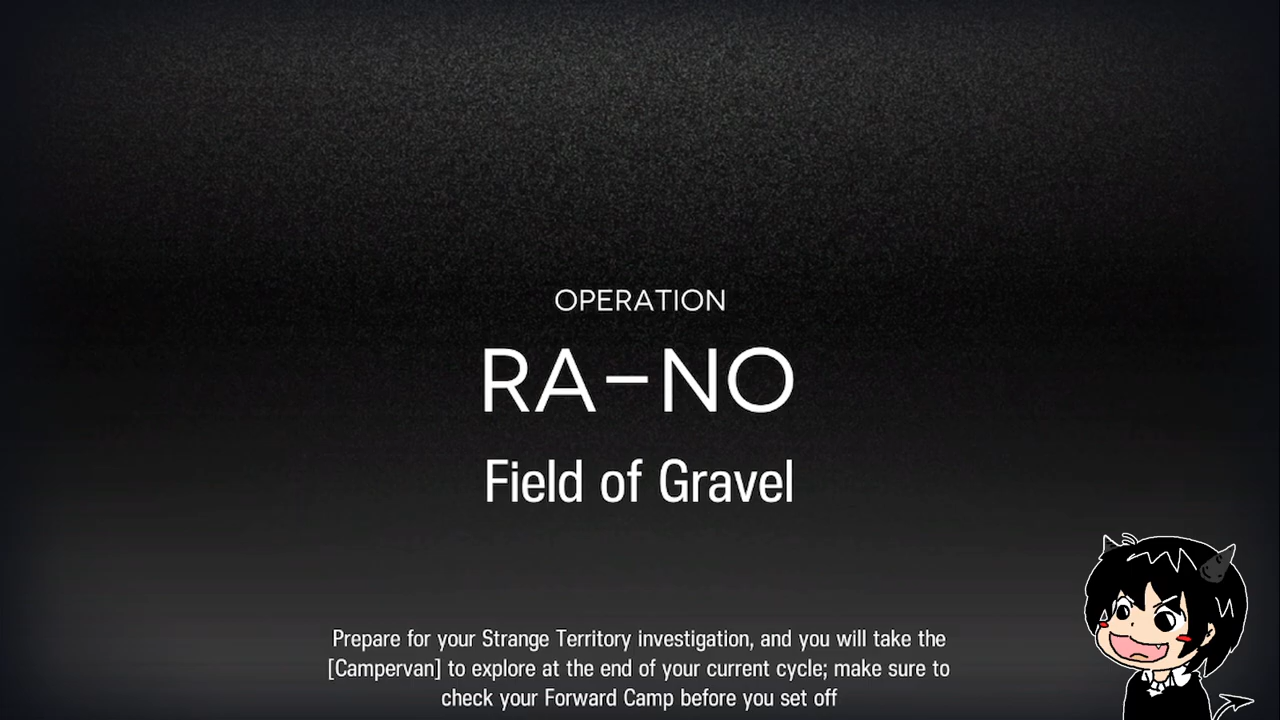 OPERATION
RA-NO
Field of Gravel
Prepare for your Strange Territory investigation, and you will take the
[Campervan] to explore at the end of your current cycle; make sure to
check your Forward Camp before you set off